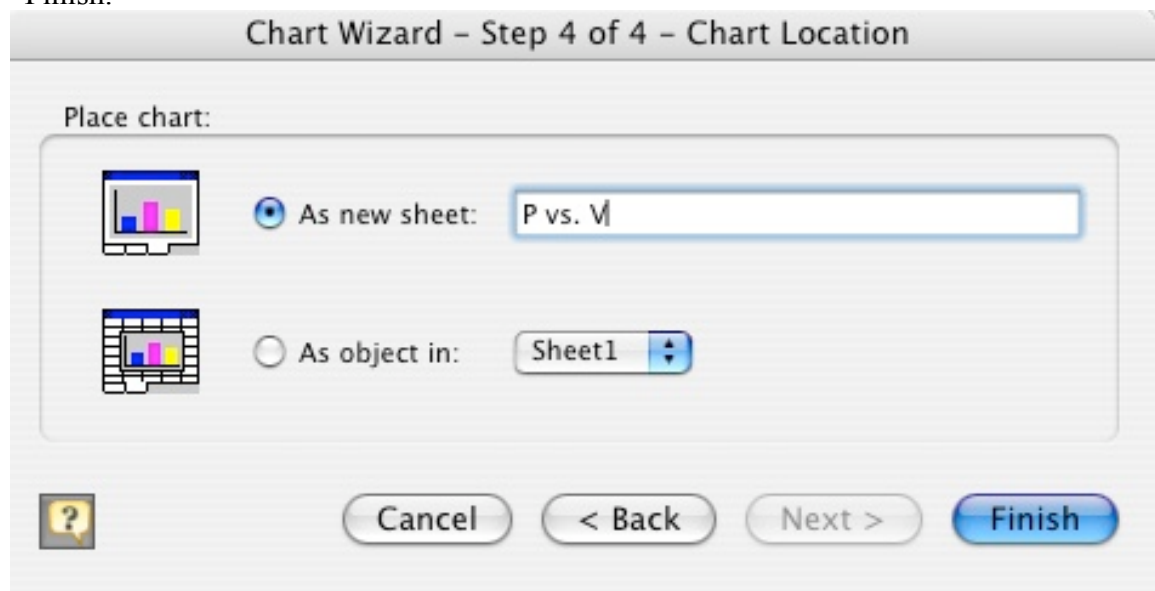 Finish.
Chart Wizard – Step 4 of 4 – Chart Location
Place chart:
As new sheet: P vs. V
As object in: Sheet1
? Cancel < Back Next > Finish